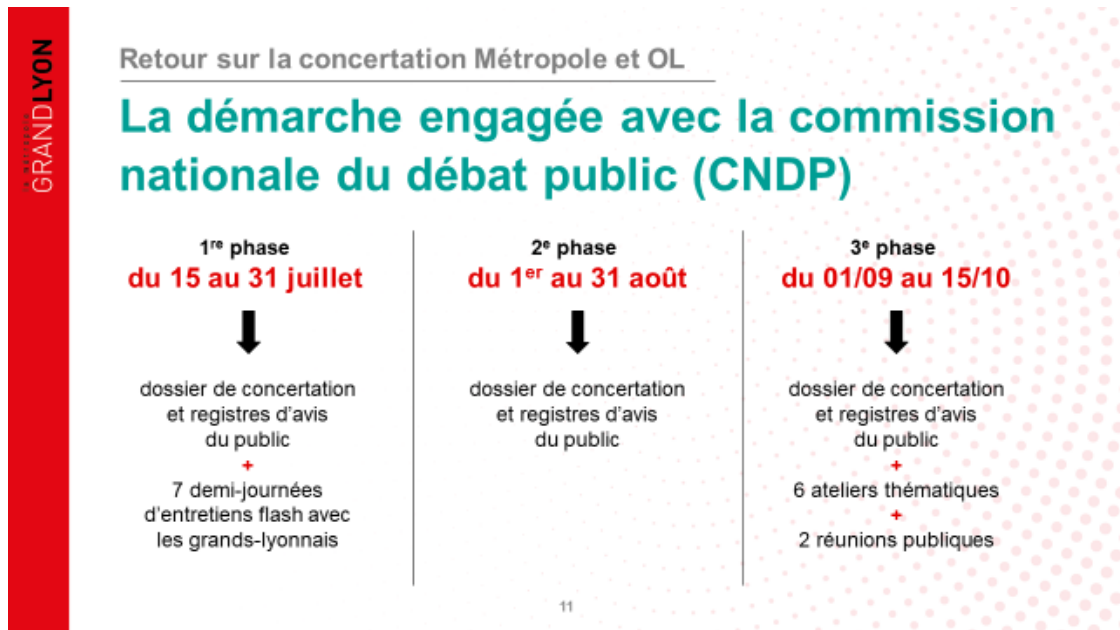 LA MÉTROPOLE
GRANDLYON
Retour sur la concertation Métropole et OL
La démarche engagée avec la commission
nationale du débat public (CNDP)
1re phase
du 15 au 31 juillet
dossier de concertation
et registres d'avis
du public
+
7 demi-journées
d'entretiens flash avec
les grands-lyonnais
2e phase
du 1er au 31 août
dossier de concertation
et registres d'avis
du public
3e phase
du 01/09 au 15/10
dossier de concertation
et registres d'avis
du public
+
6 ateliers thématiques
+
2 réunions publiques
11